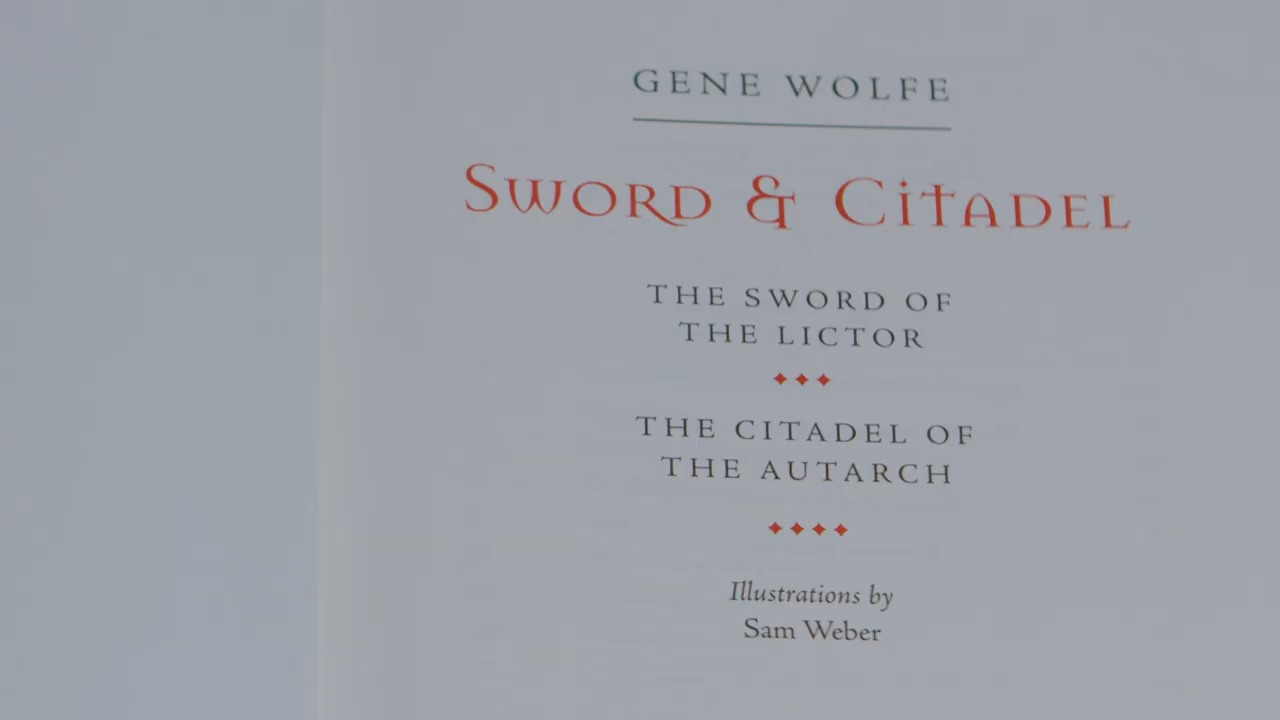 GENE WOLFE
SWORD & CITADEL
THE SWORD OF
THE LICTOR
THE CITADEL OF
THE AUTARCH
Illustrations by
Sam Weber